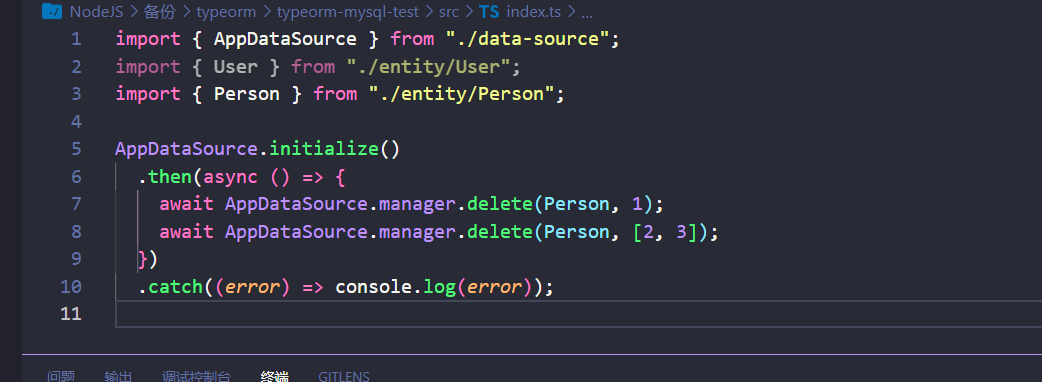 NodeJS > 备份 > typeorm > typeorm-mysql-test > src > TS index.ts > ...
1 import { AppDataSource } from "./data-source";
2 import { User } from "./entity/User";
3 import { Person } from "./entity/Person";
4
5 AppDataSource.initialize()
6 .then(async () => {
7 await AppDataSource.manager.delete(Person, 1);
8 await AppDataSource.manager.delete(Person, [2, 3]);
9 })
10 .catch((error) => console.log(error));
11
问题 输出 调试控制台 终端 GITLENS